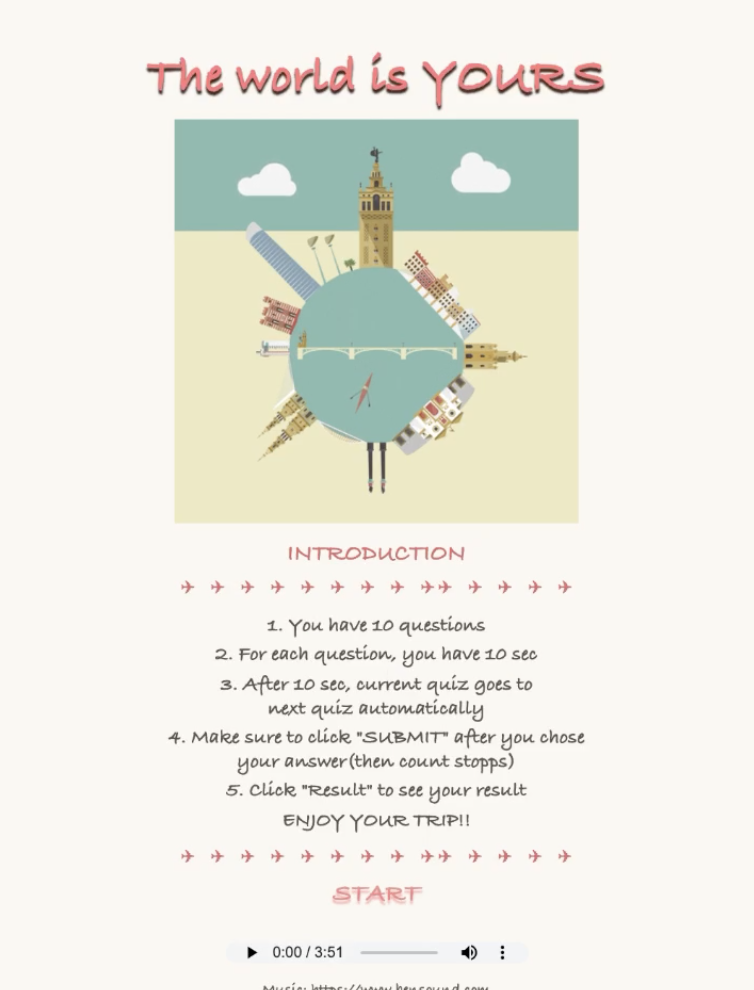 The world is YOURS
INTRODUCTION
1. You have 10 questions
2. For each question, you have 10 sec
3. After 10 sec, current quiz goes to
next quiz automatically
4. Make sure to click "SUBMIT" after you chose
your answer(then count stopps)
5. Click "Result" to see your result
ENJOY YOUR TRIP!!
START
0:00 / 3:51
Music: https://www.bensound.com